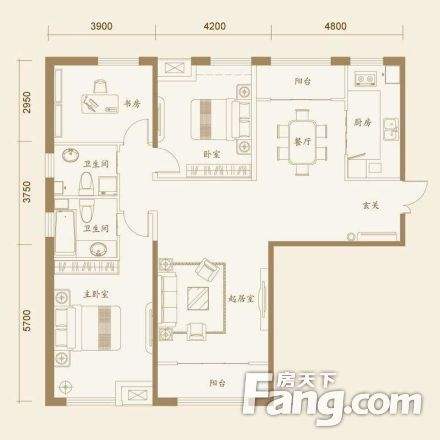 3900 4200 4800
2950
3750
5700
阳台
书房
厨房
餐厅
卧室
卫生间
玄关
卫生间
主卧室
起居室
阳台
房天下
Fang.com